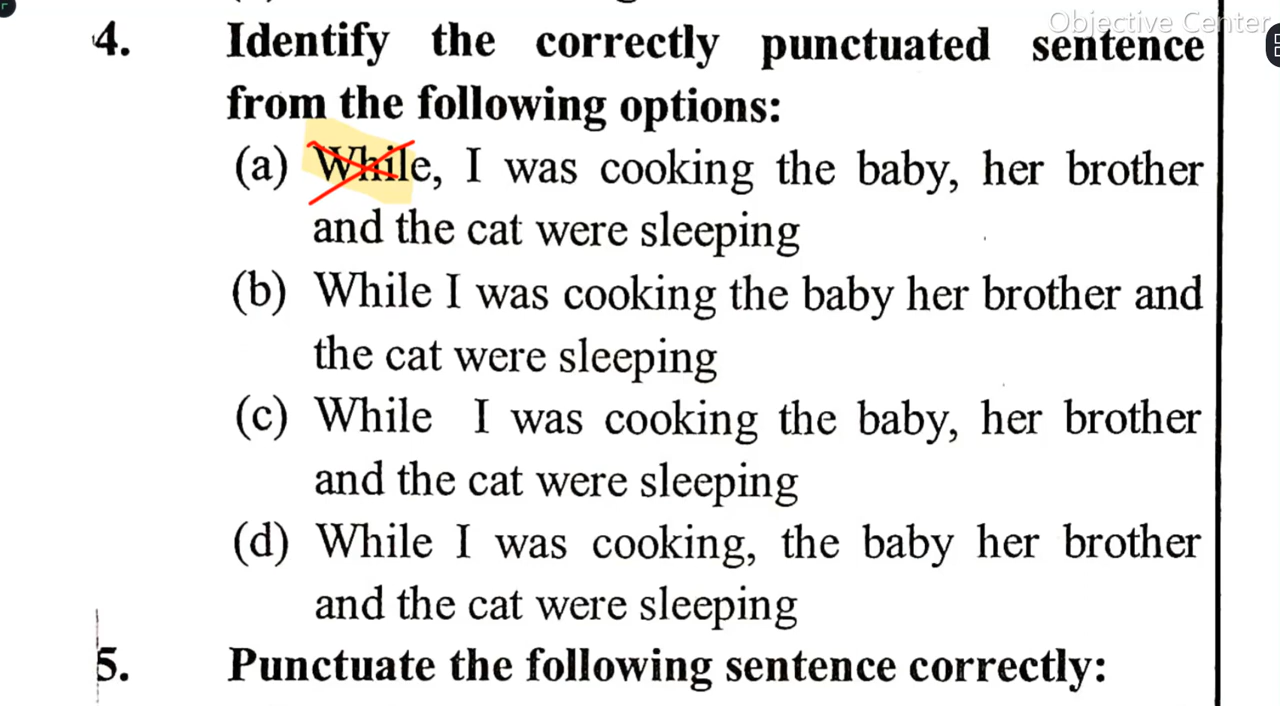 Objective Center
4. Identify the correctly punctuated sentence
from the following options:
(a) While, I was cooking the baby, her brother
and the cat were sleeping
(b) While I was cooking the baby her brother and
the cat were sleeping
(c) While I was cooking the baby, her brother
and the cat were sleeping
(d) While I was cooking, the baby her brother
and the cat were sleeping
5. Punctuate the following sentence correctly: